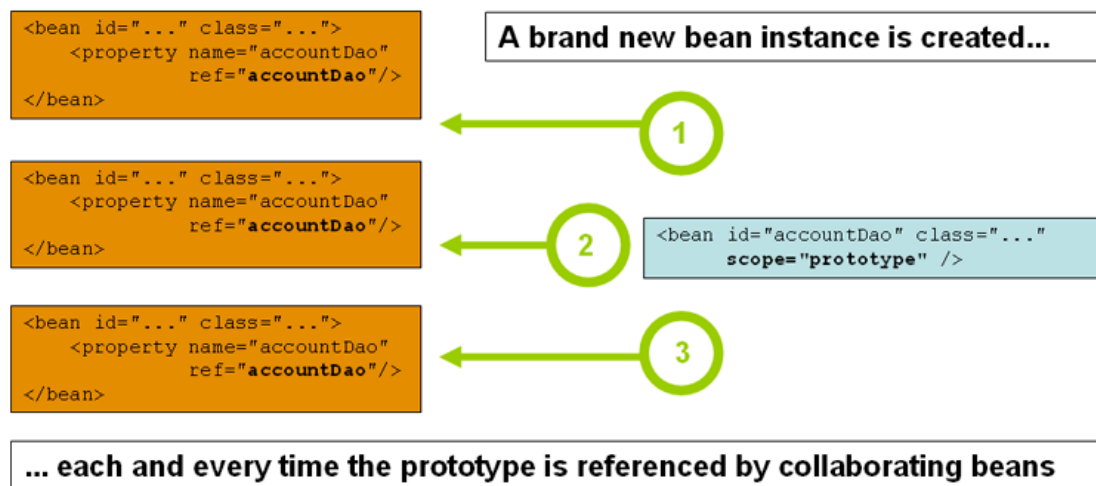 <bean id="..." class="...">
<property name="accountDao"
ref="accountDao"/>
</bean>
A brand new bean instance is created...
1
<bean id="..." class="...">
<property name="accountDao"
ref="accountDao"/>
</bean>
2
<bean id="accountDao" class="..."
scope="prototype" />
<bean id="..." class="...">
<property name="accountDao"
ref="accountDao"/>
</bean>
3
... each and every time the prototype is referenced by collaborating beans